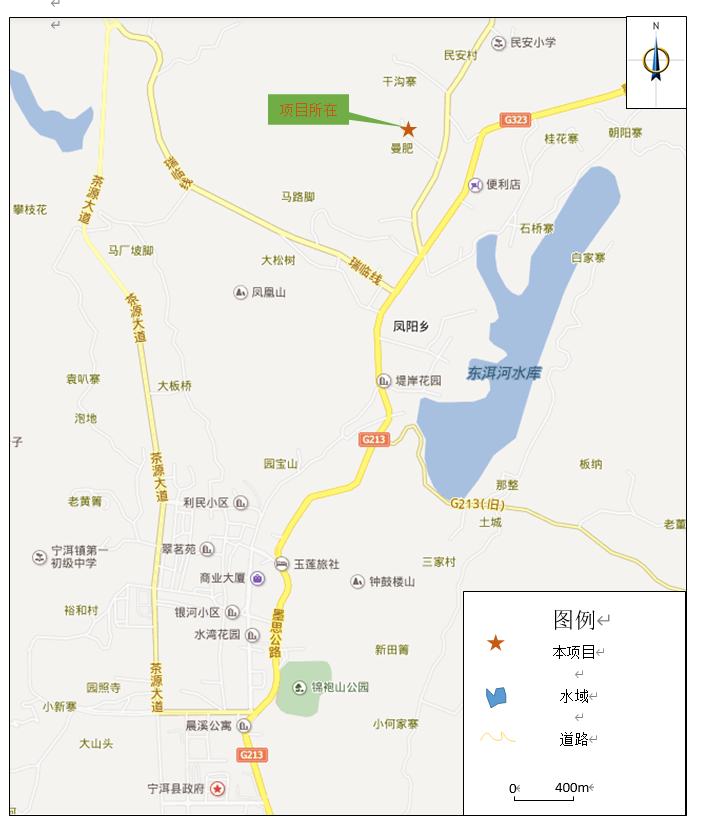 N
民安小学
民安村
干沟寨
项目所在
G323
朝阳寨
桂花寨
曼肥
瑞临线
茶源大道
便利店
马路脚
攀枝花
石桥寨
马厂坡脚
自家寨
大松树
瑞临线
凤凰山
茶源大道
凤阳乡
东洱河水库
袁叭寨
大板桥
堤岸花园
泡地
子
G213
园宝山
板纳
茶源大道
那整
老黄箐
利民小区
G213(旧)
土城
老董
宁洱镇第一
初级中学
翠茗苑
玉莲旅社
三家村
商业大厦
钟鼓楼山
裕和村
银河小区
水湾花园
墨思公路
新田箐
茶源大道
园照寺
锦袍山公园
小新寨
晨溪公寓
小何家寨
大山头
G213
宁洱县政府
图例
本项目
水域
道路
0
400m